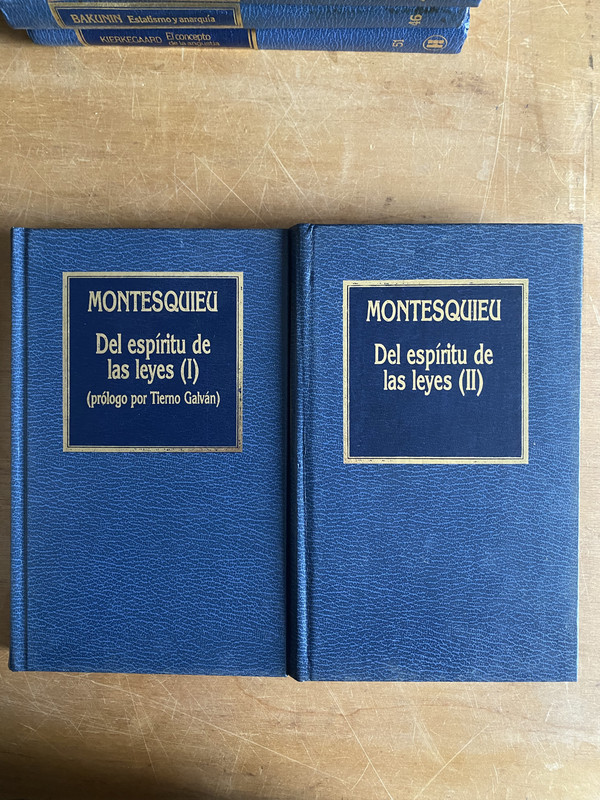 BAKUNIN Estatismo y anarquía 46
KIERKEGAARD El concepto
de la angustia 51
MONTESQUIEU
Del espíritu de
las leyes (I)
(prólogo por Tierno Galván)
MONTESQUIEU
Del espíritu de
las leyes (II)